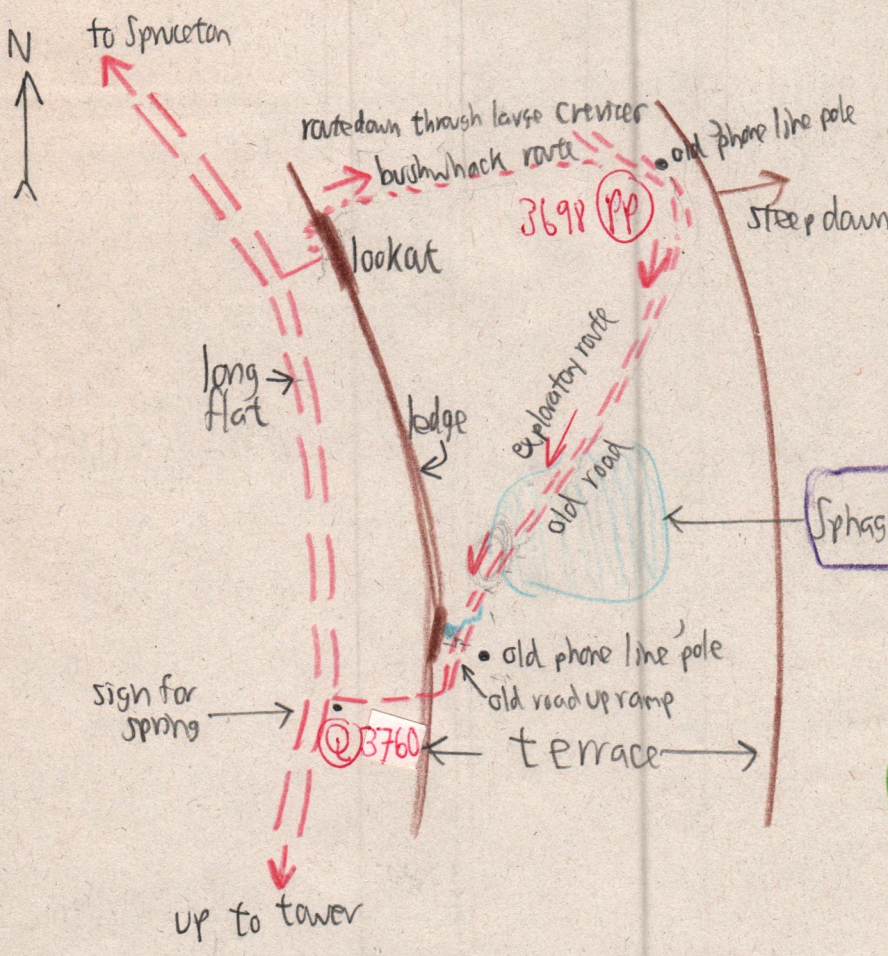 to Spruceton
N
route down through large crevices
bushwhack route
old phone line pole
3698 PP
steep down
lookat
exploratory route
long
flat
ledge
old road
Sphag
old phone line pole
old road up ramp
sign for
spring
Q 3760
terrace
up to tower